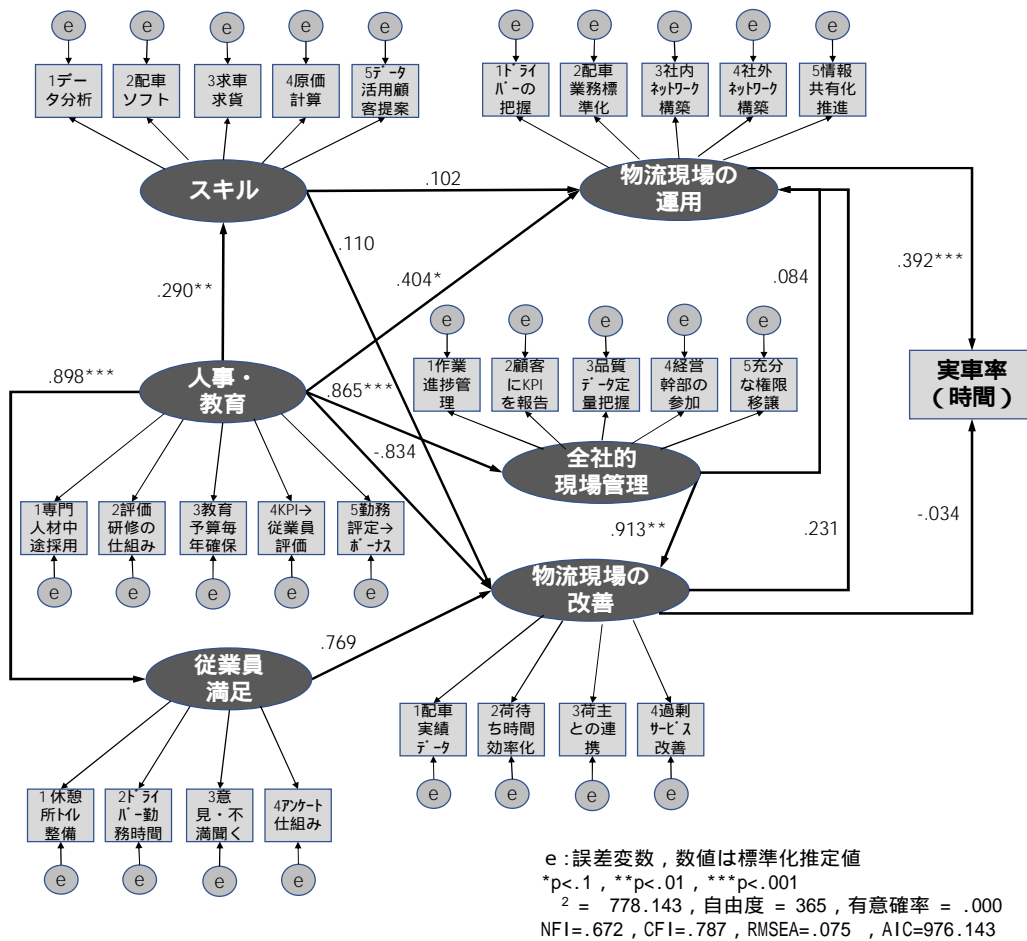 e
e
e
e
e
e
e
e
e
e
1データ分析
2配車ソフト
3求車求貨
4原価計算
5ﾃﾞｰﾀ活用顧客提案
1ﾄﾞﾗｲﾊﾞｰの把握
2配車業務標準化
3社内ﾈｯﾄﾜｰｸ構築
4社外ﾈｯﾄﾜｰｸ構築
5情報共有化推進
スキル
物流現場の
運用
.102
.110
.290**
.404*
.084
.392***
e
e
e
e
e
1作業進捗管理
2顧客にKPIを報告
3品質ﾃﾞｰﾀ定量把握
4経営幹部の参加
5充分な権限移譲
実車率
(時間)
.898***
人事・
教育
.865***
-.834
全社的
現場管理
.913**
.231
-.034
1専門人材中途採用
2評価研修の仕組み
3教育予算毎年確保
4KPI→従業員評価
5勤務評定→ﾎﾞｰﾅｽ
e
e
e
e
e
物流現場の
改善
.769
従業員
満足
1配車実績ﾃﾞｰﾀ
2荷待ち時間効率化
3荷主との連携
4過剰ｻｰﾋﾞｽ改善
e
e
e
e
1休憩所ﾄｲﾚ整備
2ﾄﾞﾗｲﾊﾞｰ勤務時間
3意見・不満聞く
4ｱﾝｹｰﾄ仕組み
e
e
e
e
e:誤差変数,数値は標準化推定値
*p<.1,**p<.01,***p<.001
² = 778.143,自由度 = 365,有意確率 = .000
NFI=.672,CFI=.787,RMSEA=.075 ,AIC=976.143